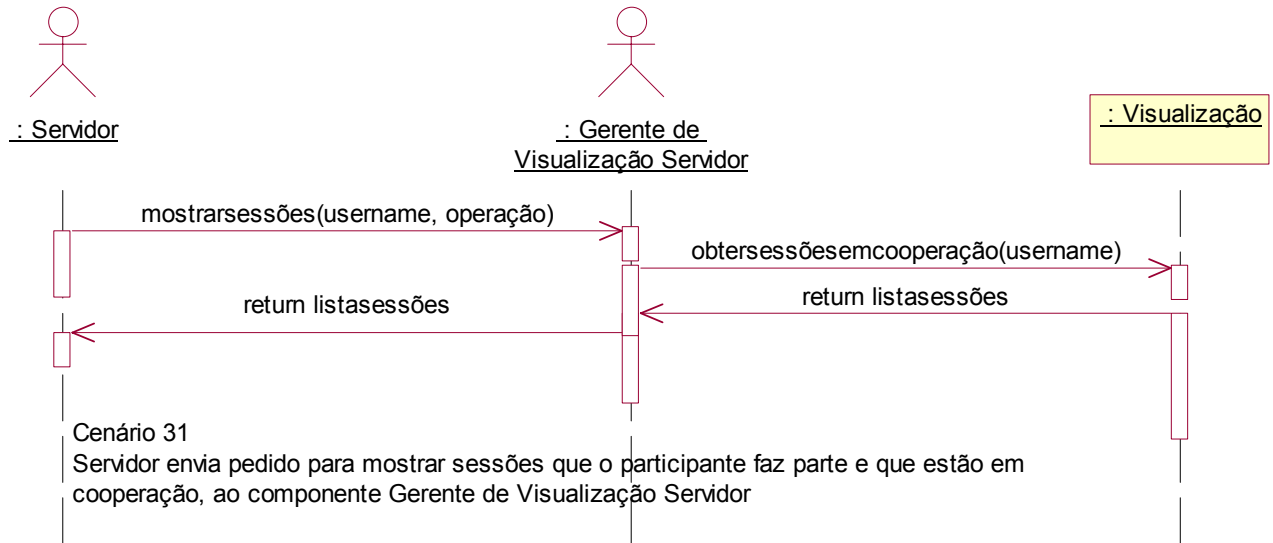 : Servidor
: Gerente de
Visualização Servidor
: Visualização
mostrarsessões(username, operação)
obtersessõesemcooperação(username)
return listasessões
return listasessões
Cenário 31
Servidor envia pedido para mostrar sessões que o participante faz parte e que estão em
cooperação, ao componente Gerente de Visualização Servidor